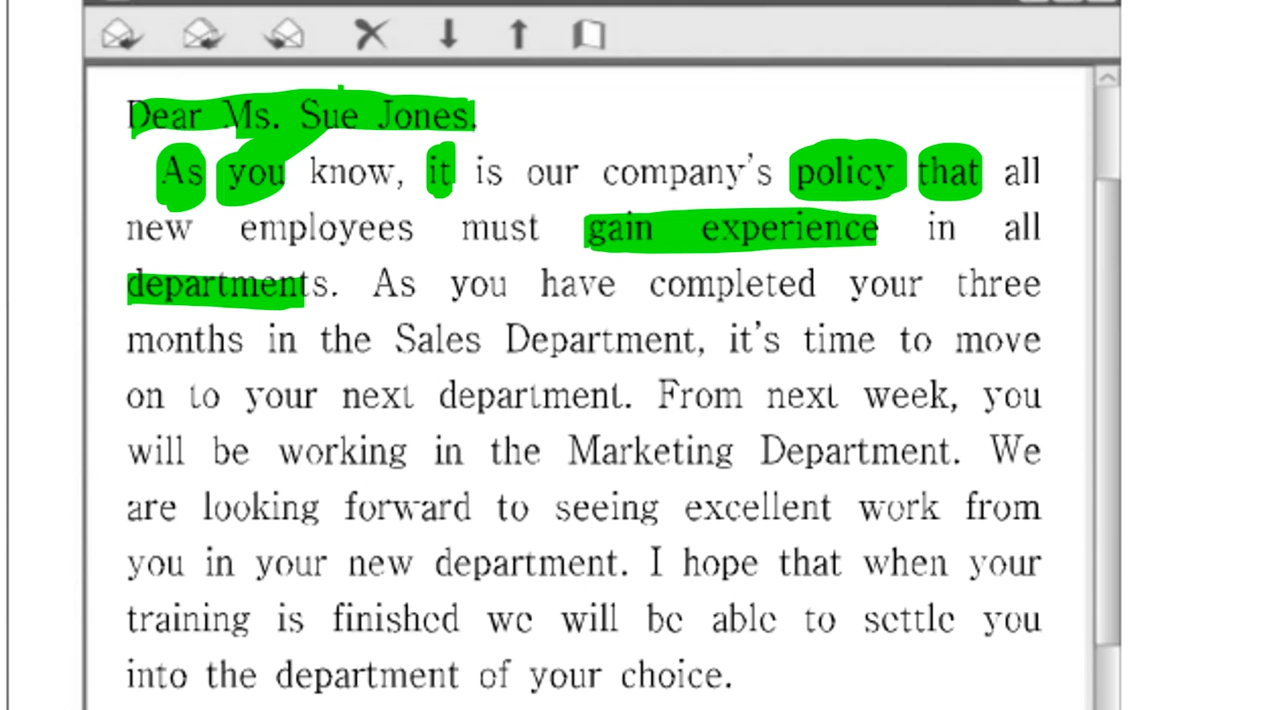 Dear Ms. Sue Jones.
As you know, it is our company's policy that all
new employees must gain experience in all
departments. As you have completed your three
months in the Sales Department, it's time to move
on to your next department. From next week, you
will be working in the Marketing Department. We
are looking forward to seeing excellent work from
you in your new department. I hope that when your
training is finished we will be able to settle you
into the department of your choice.